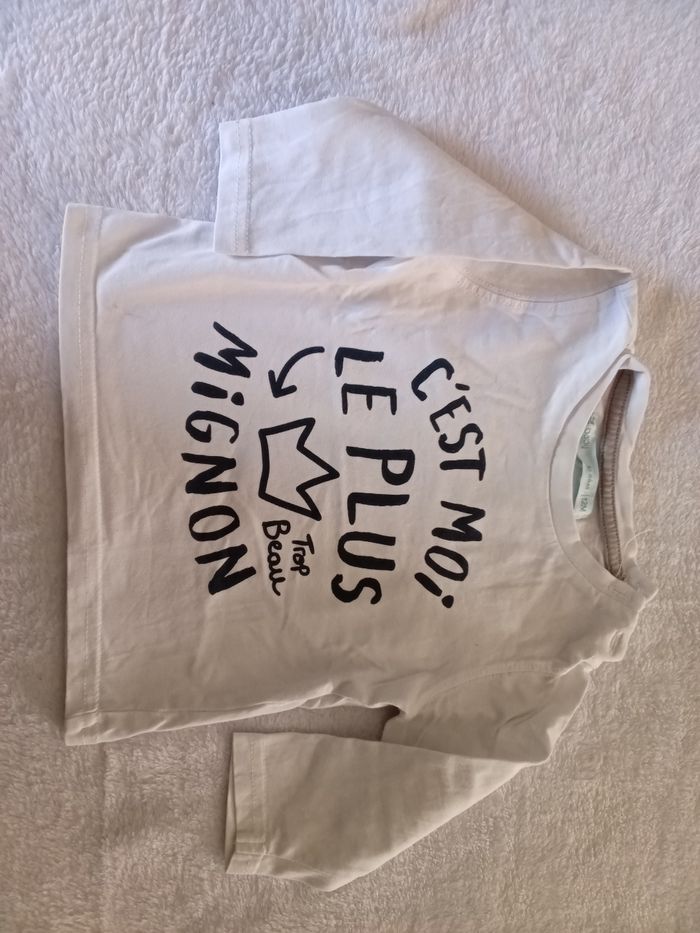 C'EST MOI
LE PLUS
Trop
Beau
MIGNON